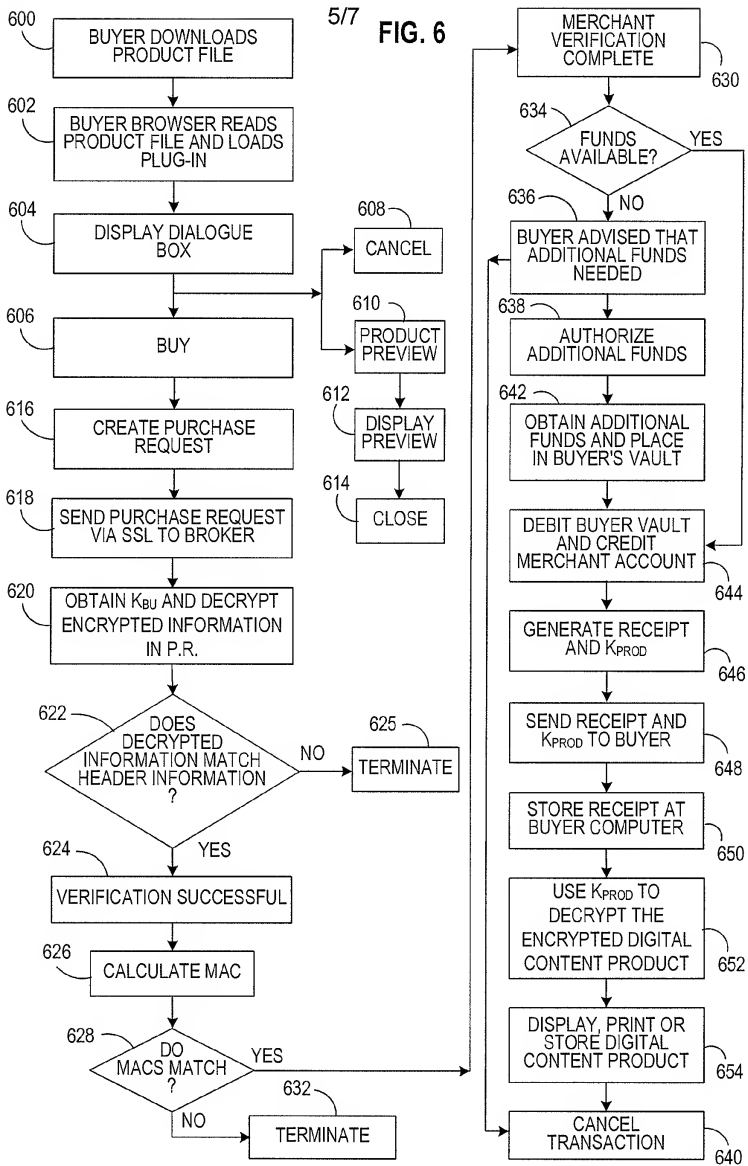 5/7
FIG. 6
600
BUYER DOWNLOADS
PRODUCT FILE
602
BUYER BROWSER READS
PRODUCT FILE AND LOADS
PLUG-IN
604
DISPLAY DIALOGUE
BOX
608
CANCEL
606
BUY
610
PRODUCT
PREVIEW
612
DISPLAY
PREVIEW
614
CLOSE
616
CREATE PURCHASE
REQUEST
618
SEND PURCHASE REQUEST
VIA SSL TO BROKER
620
OBTAIN KBU AND DECRYPT
ENCRYPTED INFORMATION
IN P.R.
622
DOES
DECRYPTED
INFORMATION MATCH
HEADER INFORMATION
?
NO
625
TERMINATE
YES
624
VERIFICATION SUCCESSFUL
626
CALCULATE MAC
628
DO
MACS MATCH
?
YES
NO
632
TERMINATE
MERCHANT
VERIFICATION
COMPLETE
630
634
FUNDS
AVAILABLE?
YES
NO
636
BUYER ADVISED THAT
ADDITIONAL FUNDS
NEEDED
638
AUTHORIZE
ADDITIONAL FUNDS
642
OBTAIN ADDITIONAL
FUNDS AND PLACE
IN BUYER'S VAULT
DEBIT BUYER VAULT
AND CREDIT
MERCHANT ACCOUNT
644
GENERATE RECEIPT
AND KPROD
646
SEND RECEIPT AND
KPROD TO BUYER
648
STORE RECEIPT AT
BUYER COMPUTER
650
USE KPROD TO
DECRYPT THE
ENCRYPTED DIGITAL
CONTENT PRODUCT
652
DISPLAY, PRINT OR
STORE DIGITAL
CONTENT PRODUCT
654
CANCEL
TRANSACTION
640